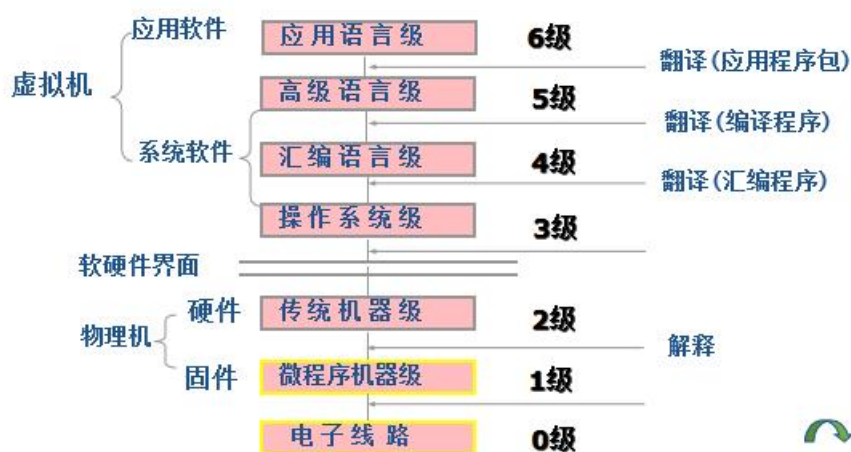 应用软件 应用语言级 6级
翻译(应用程序包)
虚拟机 高级语言级 5级
翻译(编译程序)
系统软件 汇编语言级 4级
翻译(汇编程序)
操作系统级 3级
软硬件界面
硬件 传统机器级 2级
物理机 解释
固件 微程序机器级 1级
电子线路 0级